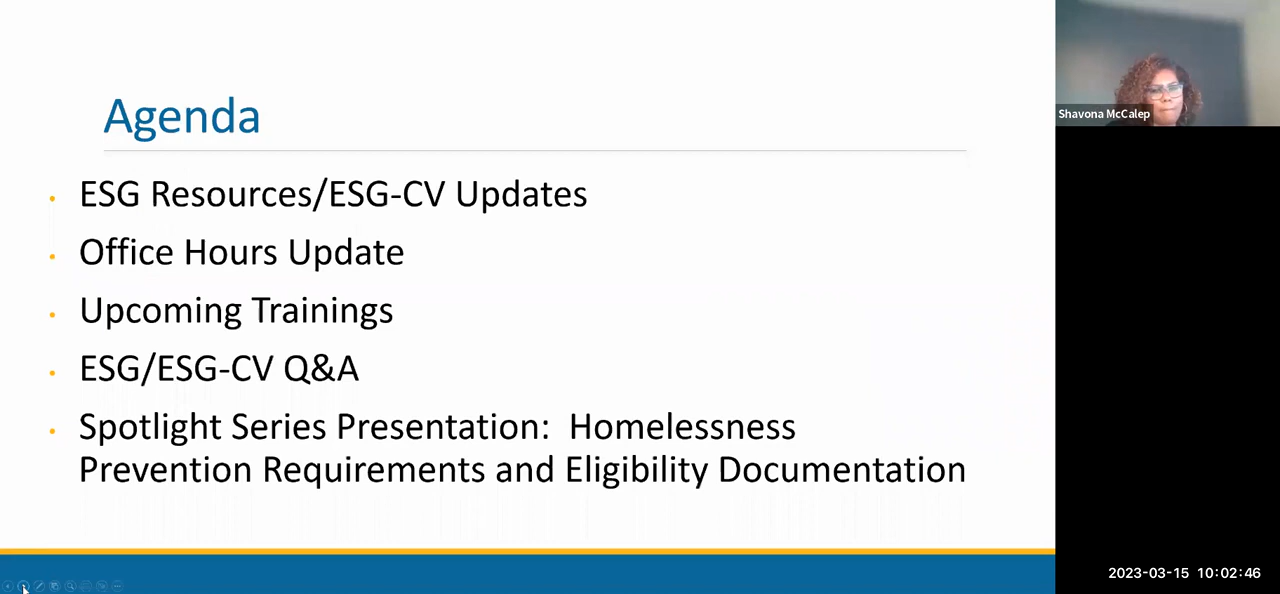 Agenda
ESG Resources/ESG-CV Updates
Office Hours Update
Upcoming Trainings
ESG/ESG-CV Q&A
Spotlight Series Presentation:  Homelessness
Prevention Requirements and Eligibility Documentation
Shavona McCalep
2023-03-15 10:02:46